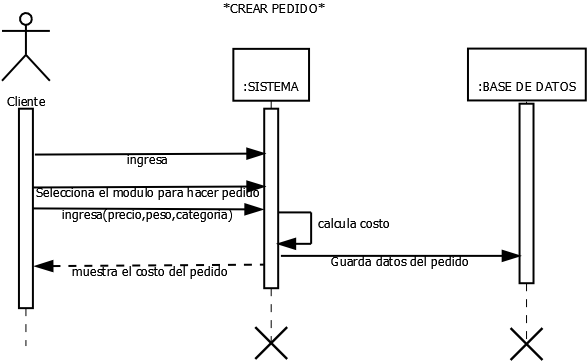 *CREAR PEDIDO*
:SISTEMA
:BASE DE DATOS
Cliente
ingresa
Selecciona el modulo para hacer pedido
ingresa(precio,peso,categoria)
calcula costo
Guarda datos del pedido
muestra el costo del pedido